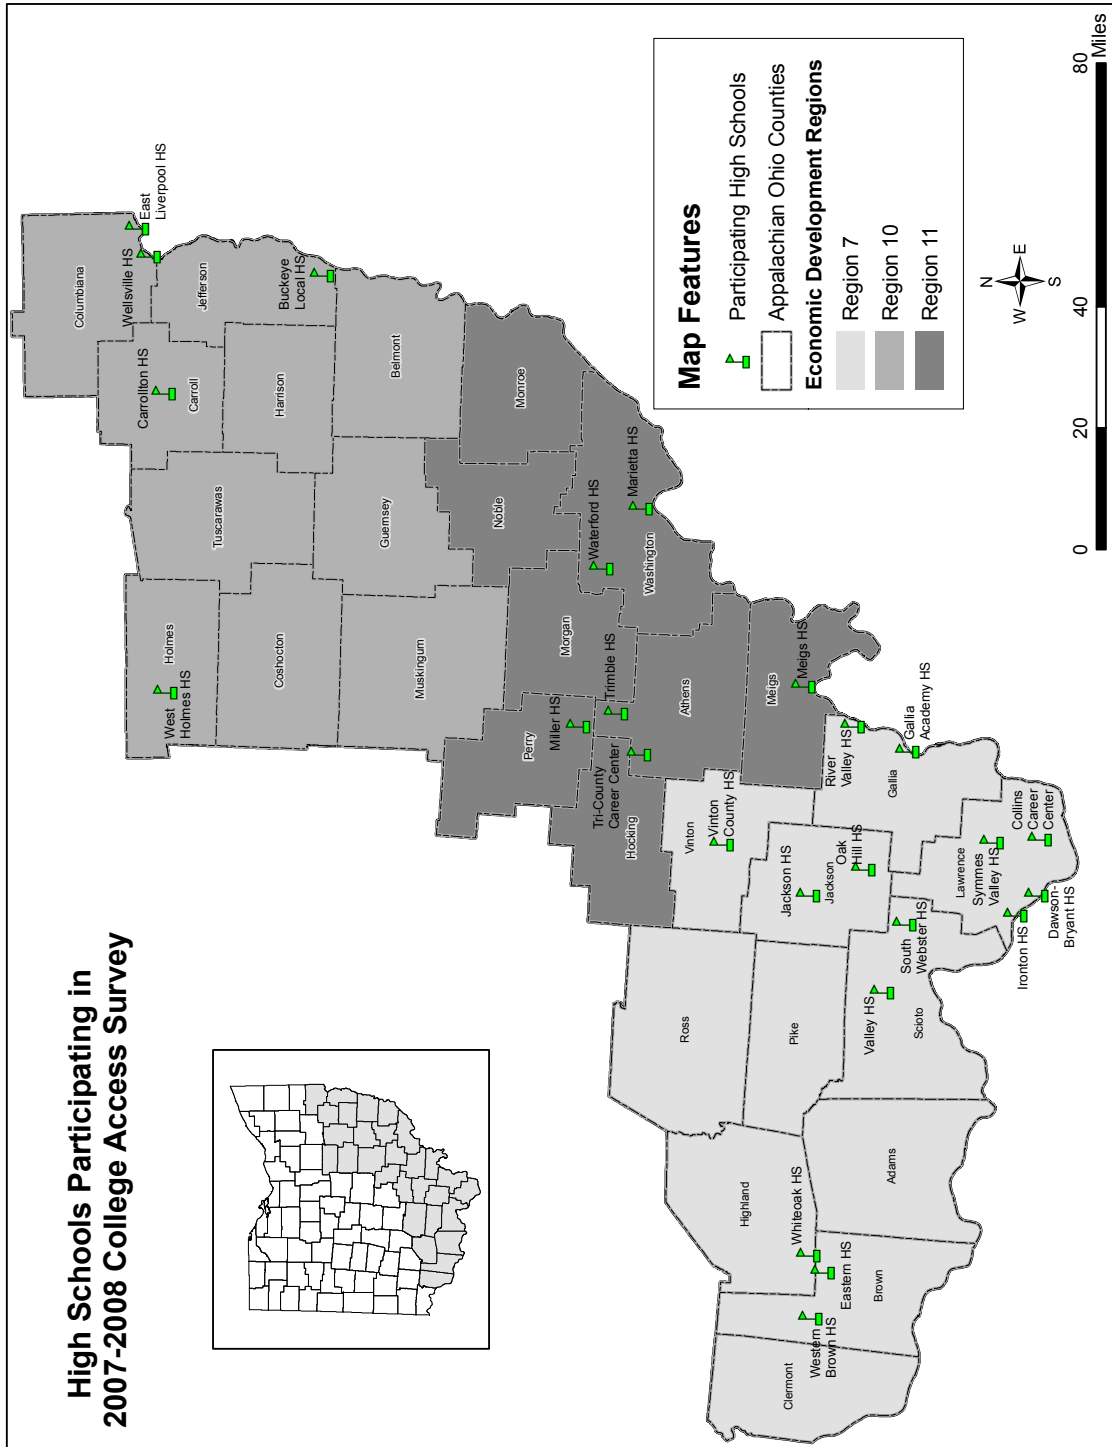 High Schools Participating in
2007-2008 College Access Survey
Columbiana
East
Liverpool HS
Wellsville HS
Jefferson
Buckeye
Local HS
Carrollton HS
Carroll
Harrison
Belmont
Tuscarawas
Guernsey
Holmes
West
Holmes HS
Coshocton
Muskingum
Monroe
Noble
Marietta HS
Waterford HS
Washington
Morgan
Trimble HS
Miller HS
Perry
Tri-County
Career Center
Athens
Hocking
Meigs
Meigs HS
River
Valley HS
Gallia
Academy HS
Gallia
Vinton
Vinton
County HS
Jackson HS
Jackson
Oak
Hill HS
Lawrence
Symmes
Valley HS
Collins
Career
Center
Dawson-
Bryant HS
Ironton HS
South
Webster HS
Valley HS
Scioto
Ross
Pike
Highland
Adams
Whiteoak HS
Eastern HS
Brown
Western
Brown HS
Clermont
Map Features
Participating High Schools
Appalachian Ohio Counties
Economic Development Regions
Region 7
Region 10
Region 11
N
W
E
S
0
20
40
80
Miles